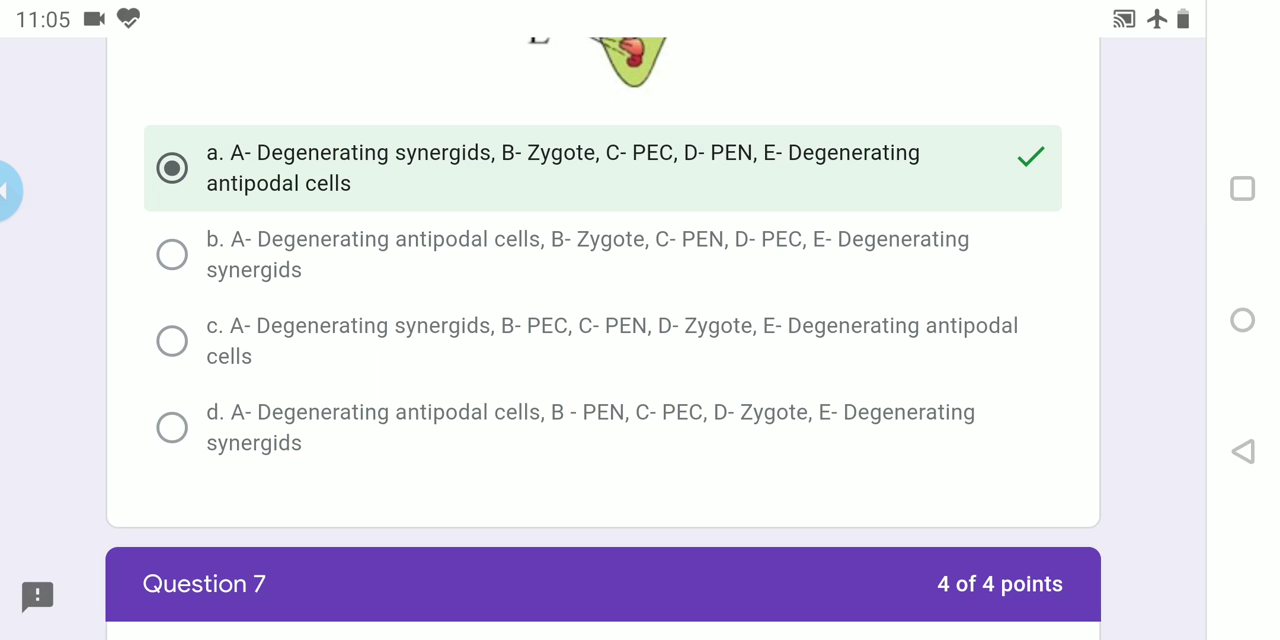 11:05
E
a. A- Degenerating synergids, B- Zygote, C- PEC, D- PEN, E- Degenerating
antipodal cells
b. A- Degenerating antipodal cells, B- Zygote, C- PEN, D- PEC, E- Degenerating
synergids
c. A- Degenerating synergids, B- PEC, C- PEN, D- Zygote, E- Degenerating antipodal
cells
d. A- Degenerating antipodal cells, B - PEN, C- PEC, D- Zygote, E- Degenerating
synergids
Question 7 4 of 4 points